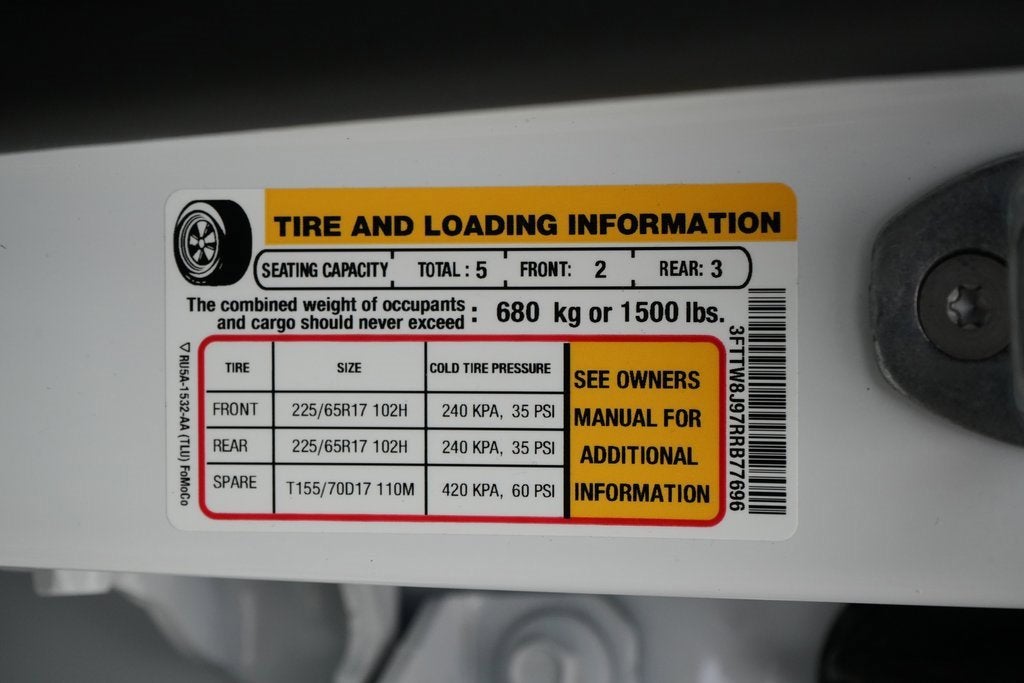 TIRE AND LOADING INFORMATION
SEATING CAPACITY TOTAL : 5 FRONT: 2 REAR: 3
The combined weight of occupants
and cargo should never exceed : 680 kg or 1500 lbs.
TIRE SIZE COLD TIRE PRESSURE
FRONT 225/65R17 102H 240 KPA, 35 PSI
REAR 225/65R17 102H 240 KPA, 35 PSI
SPARE T155/70D17 110M 420 KPA, 60 PSI
SEE OWNERS
MANUAL FOR
ADDITIONAL
INFORMATION
▽ RU5A-1532-AA (TLU) FoMoCo
3FTTW8J97RRB77696